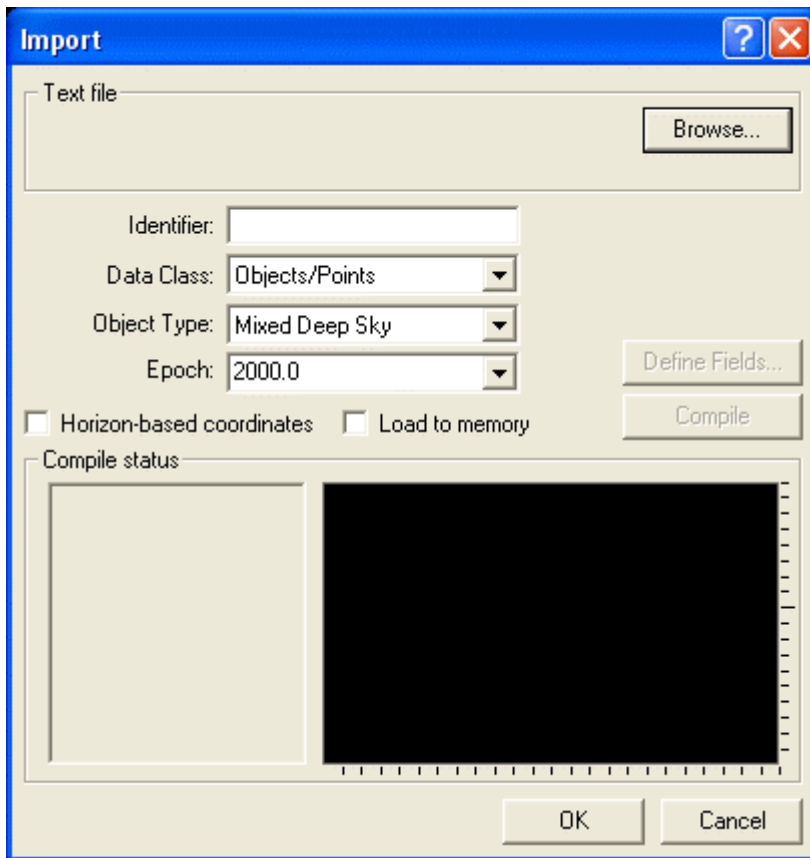 Import
Text file
Browse...
Identifier:
Data Class: Objects/Points
Object Type: Mixed Deep Sky
Epoch: 2000.0
Define Fields...
Horizon-based coordinates Load to memory
Compile
Compile status
OK Cancel